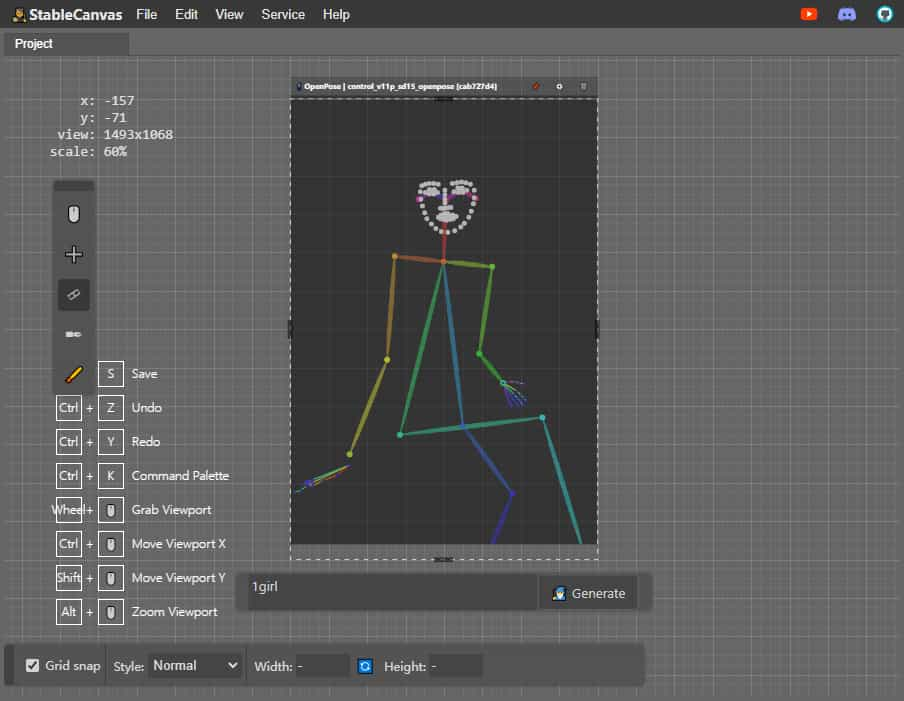 StableCanvas File Edit View Service Help
Project
OpenPose | control_v11p_sd15_openpose (cab727d4)
x: -157
y: -71
view: 1493x1068
scale: 60%
S Save
Ctrl + Z Undo
Ctrl + Y Redo
Ctrl + K Command Palette
Wheel+ Grab Viewport
Ctrl + Move Viewport X
Shift + Move Viewport Y
Alt + Zoom Viewport
1girl
Generate
Grid snap Style: Normal Width: - Height: -